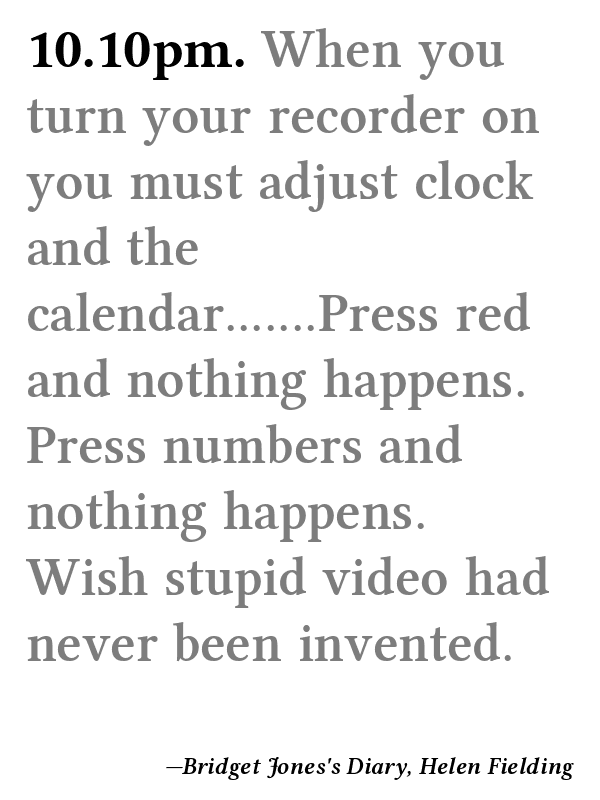 10.10pm. When you
turn your recorder on
you must adjust clock
and the
calendar.......Press red
and nothing happens.
Press numbers and
nothing happens.
Wish stupid video had
never been invented.
—Bridget Jones's Diary, Helen Fielding